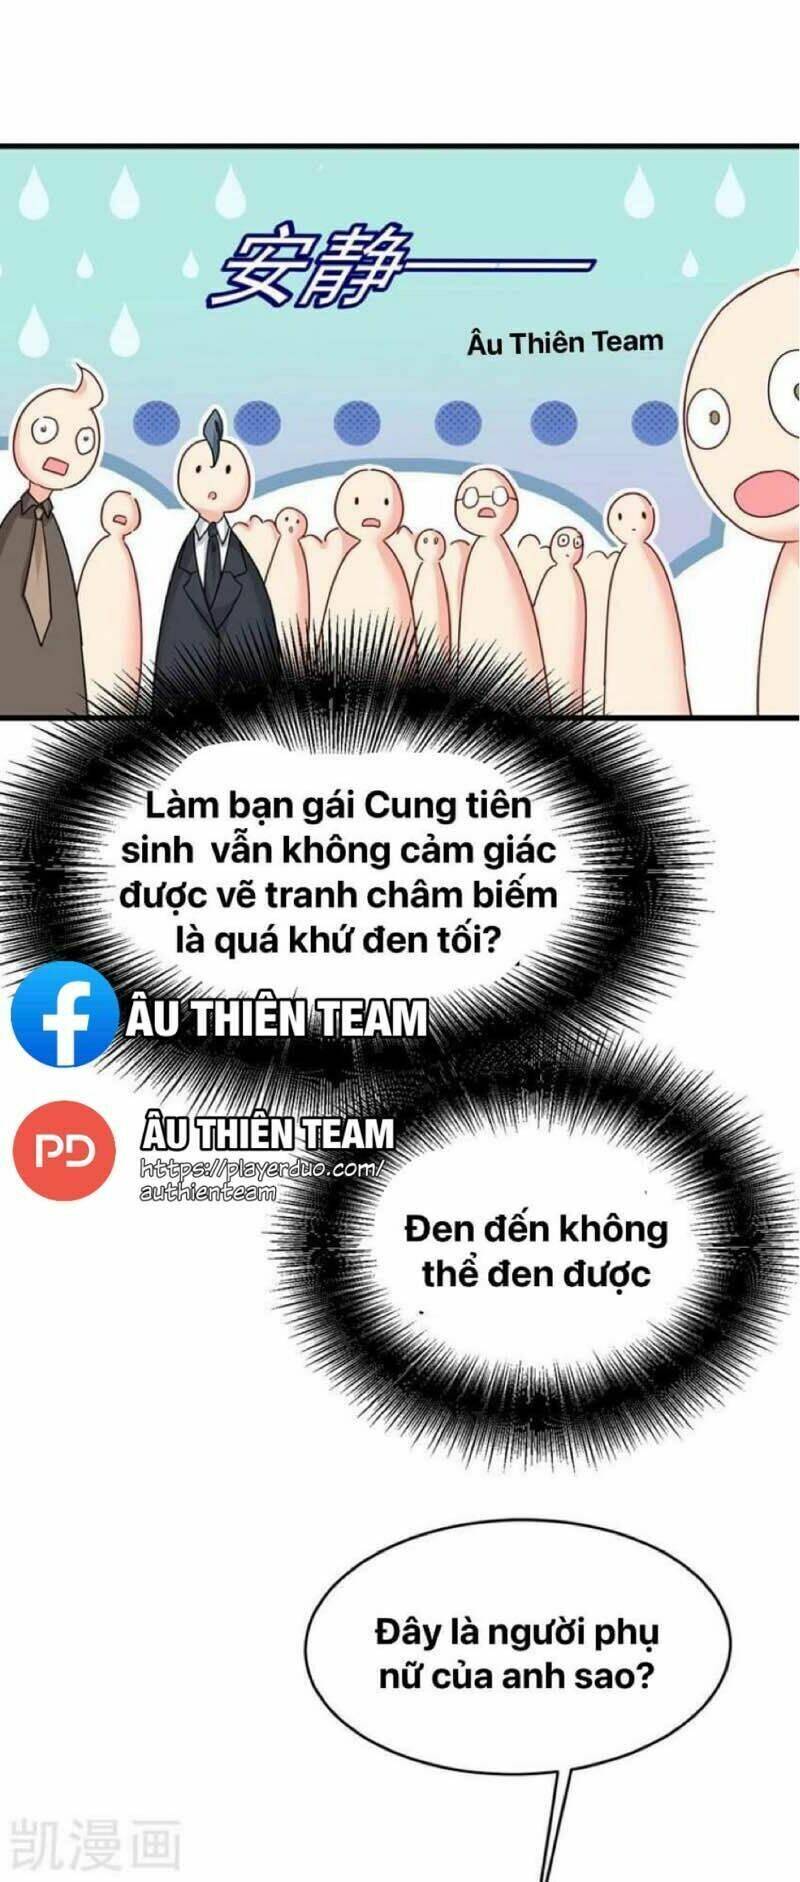 安静——
Âu Thiên Team
Làm bạn gái Cung tiên
sinh vẫn không cảm giác
được vẽ tranh châm biếm
là quá khứ đen tối?
ÂU THIÊN TEAM
PD
ÂU THIÊN TEAM
https://playerduo.com/
authienteam
Đen đến không
thể đen được
Đây là người phụ
nữ của anh sao?
凯漫画